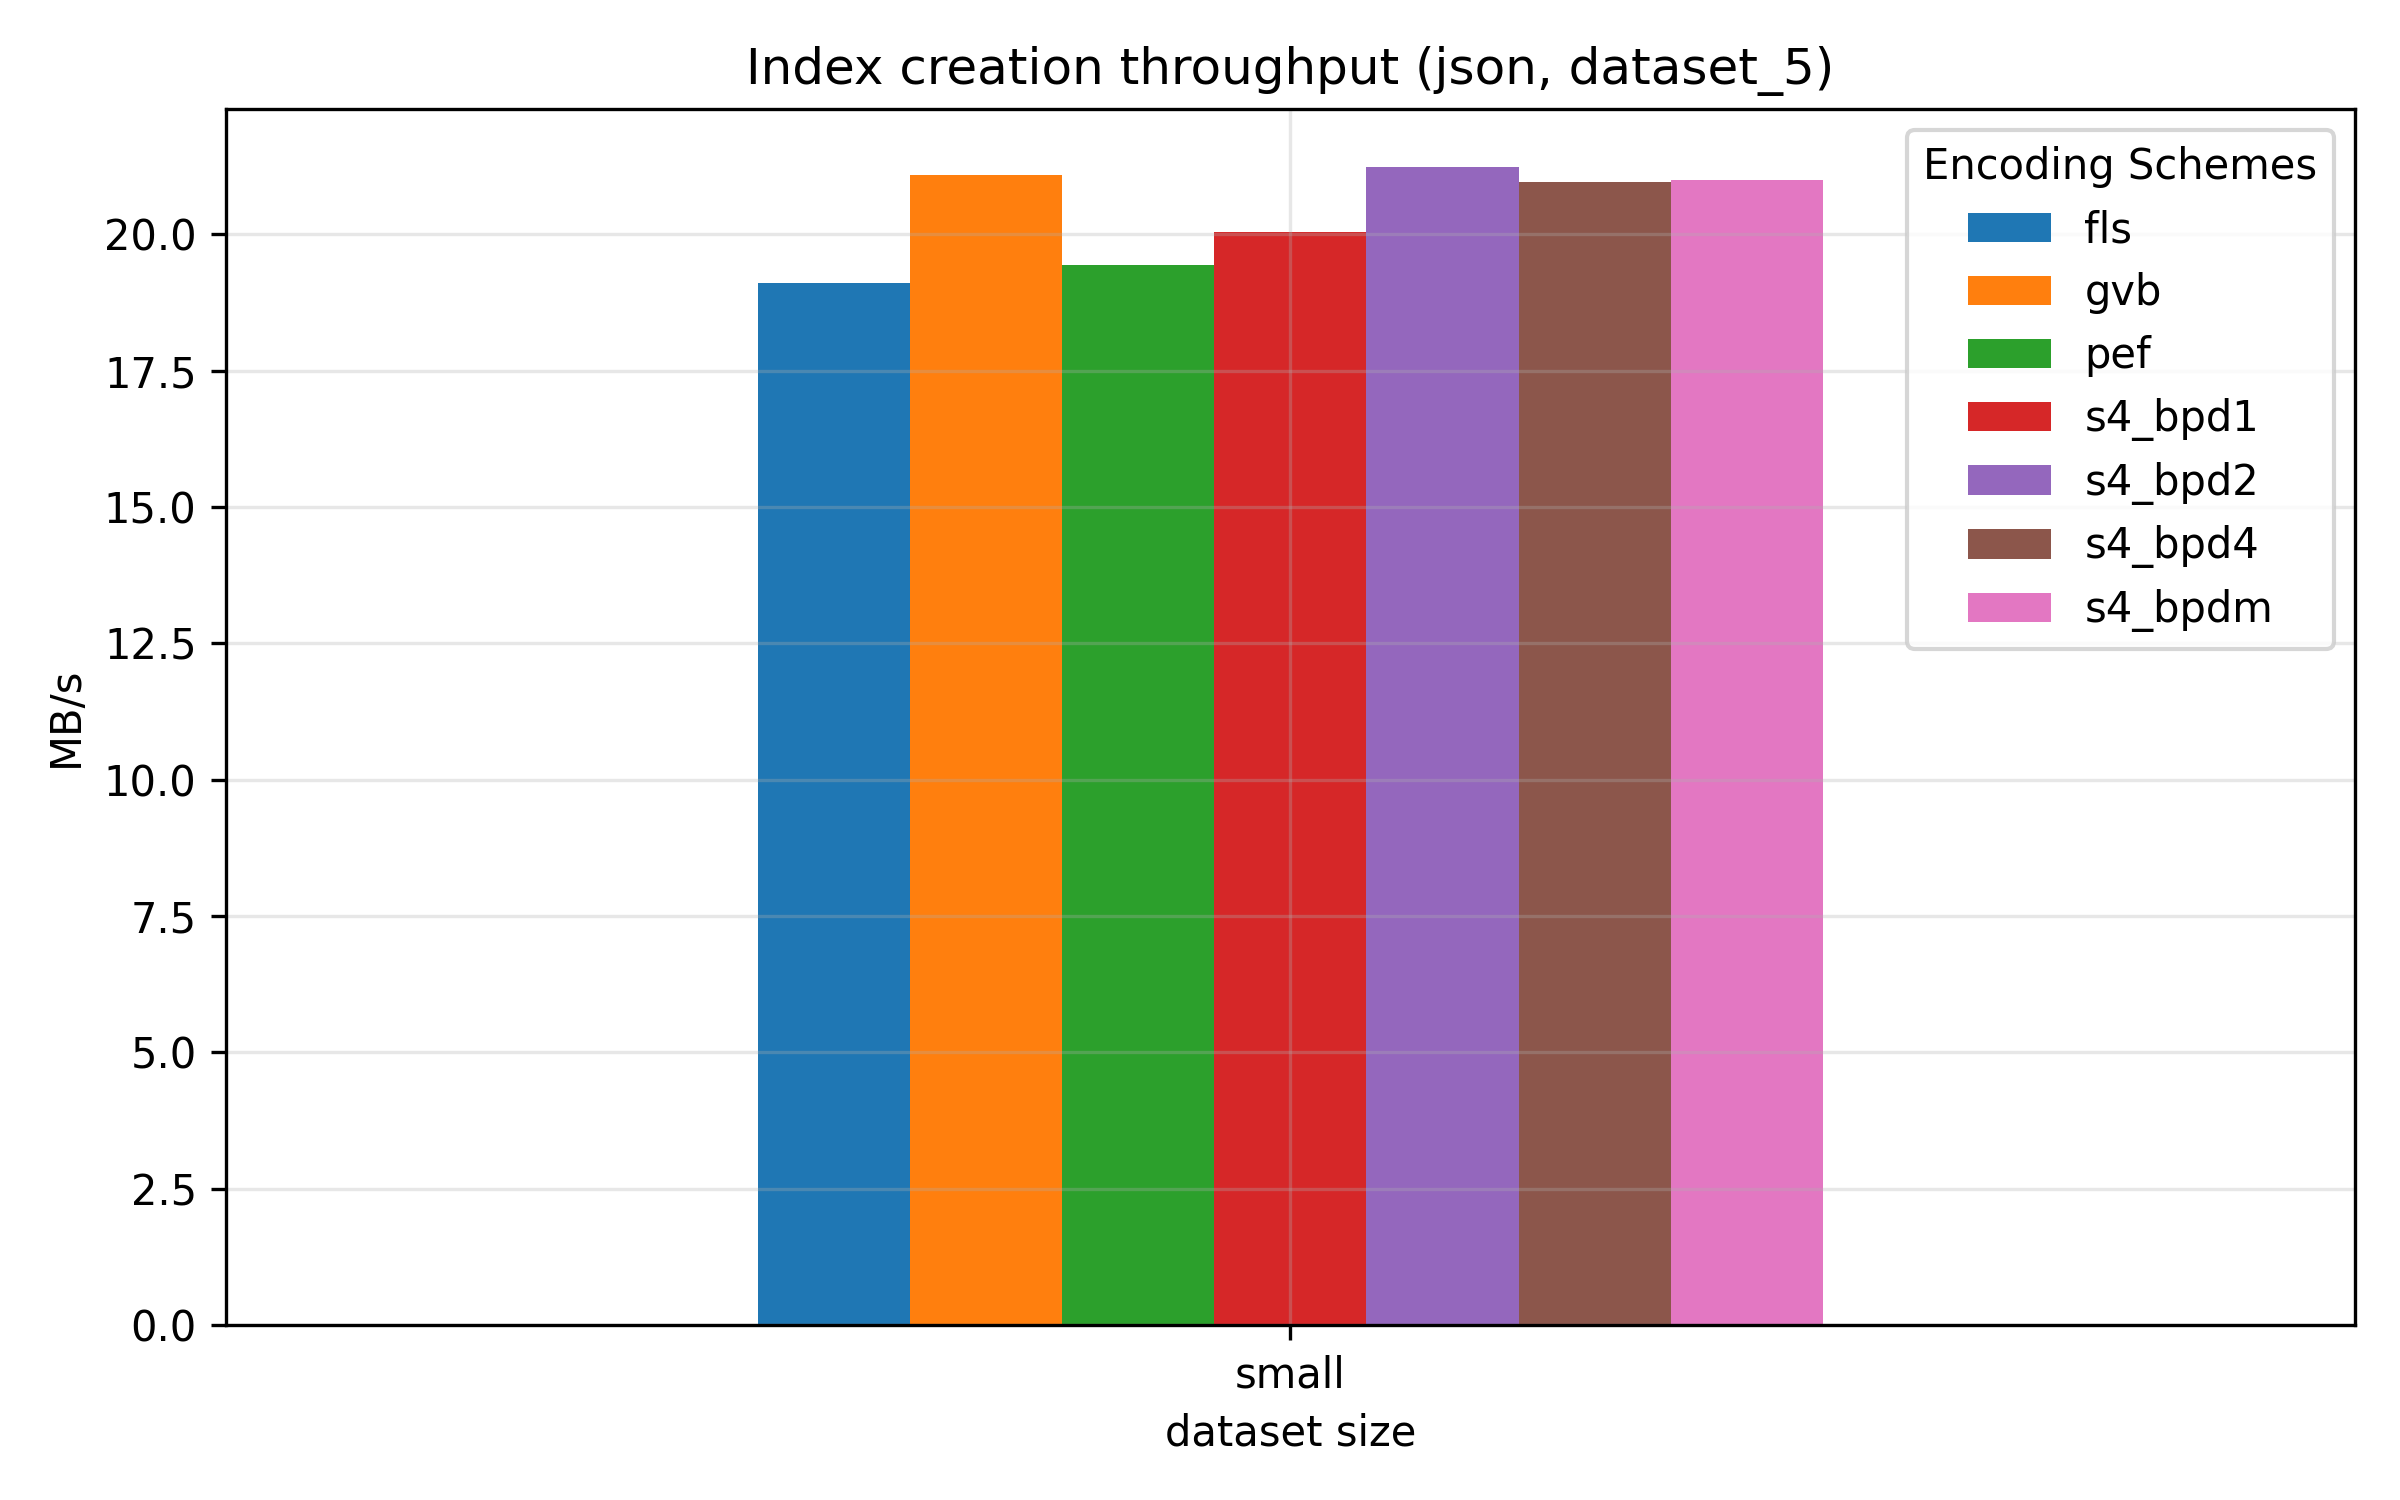 Index creation throughput (json, dataset_5)
Encoding Schemes
fls
gvb
pef
s4_bpd1
s4_bpd2
s4_bpd4
s4_bpdm
MB/s
20.0
17.5
15.0
12.5
10.0
7.5
5.0
2.5
0.0
small
dataset size